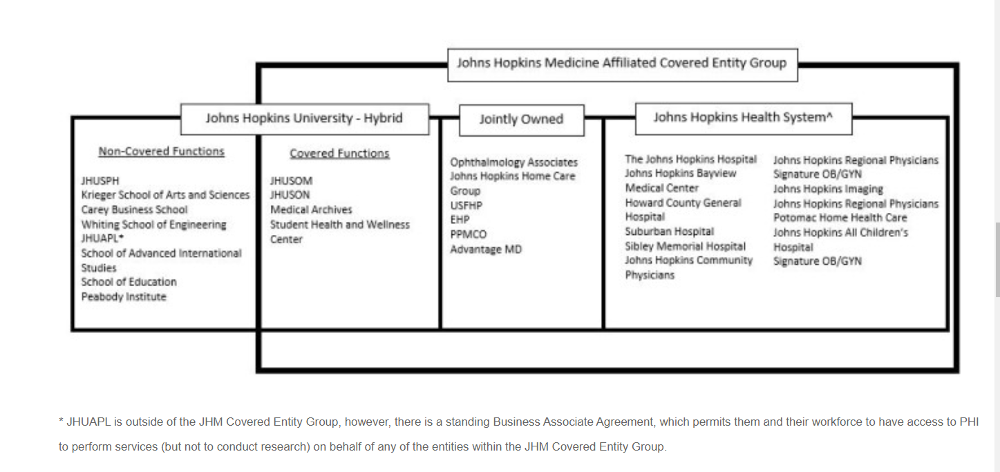 Johns Hopkins Medicine Affiliated Covered Entity Group
Johns Hopkins University - Hybrid
Non-Covered Functions
JHUSPH
Krieger School of Arts and Sciences
Carey Business School
Whiting School of Engineering
JHUAPL*
School of Advanced International
Studies
School of Education
Peabody Institute
Covered Functions
JHUSOM
JHUSON
Medical Archives
Student Health and Wellness
Center
Jointly Owned
Ophthalmology Associates
Johns Hopkins Home Care
Group
USFHP
EHP
PPMCO
Advantage MD
Johns Hopkins Health System^
The Johns Hopkins Hospital
Johns Hopkins Bayview
Medical Center
Howard County General
Hospital
Suburban Hospital
Sibley Memorial Hospital
Johns Hopkins Community
Physicians
Johns Hopkins Regional Physicians
Signature OB/GYN
Johns Hopkins Imaging
Johns Hopkins Regional Physicians
Potomac Home Health Care
Johns Hopkins All Children's
Hospital
Signature OB/GYN
* JHUAPL is outside of the JHM Covered Entity Group, however, there is a standing Business Associate Agreement, which permits them and their workforce to have access to PHI
to perform services (but not to conduct research) on behalf of any of the entities within the JHM Covered Entity Group.